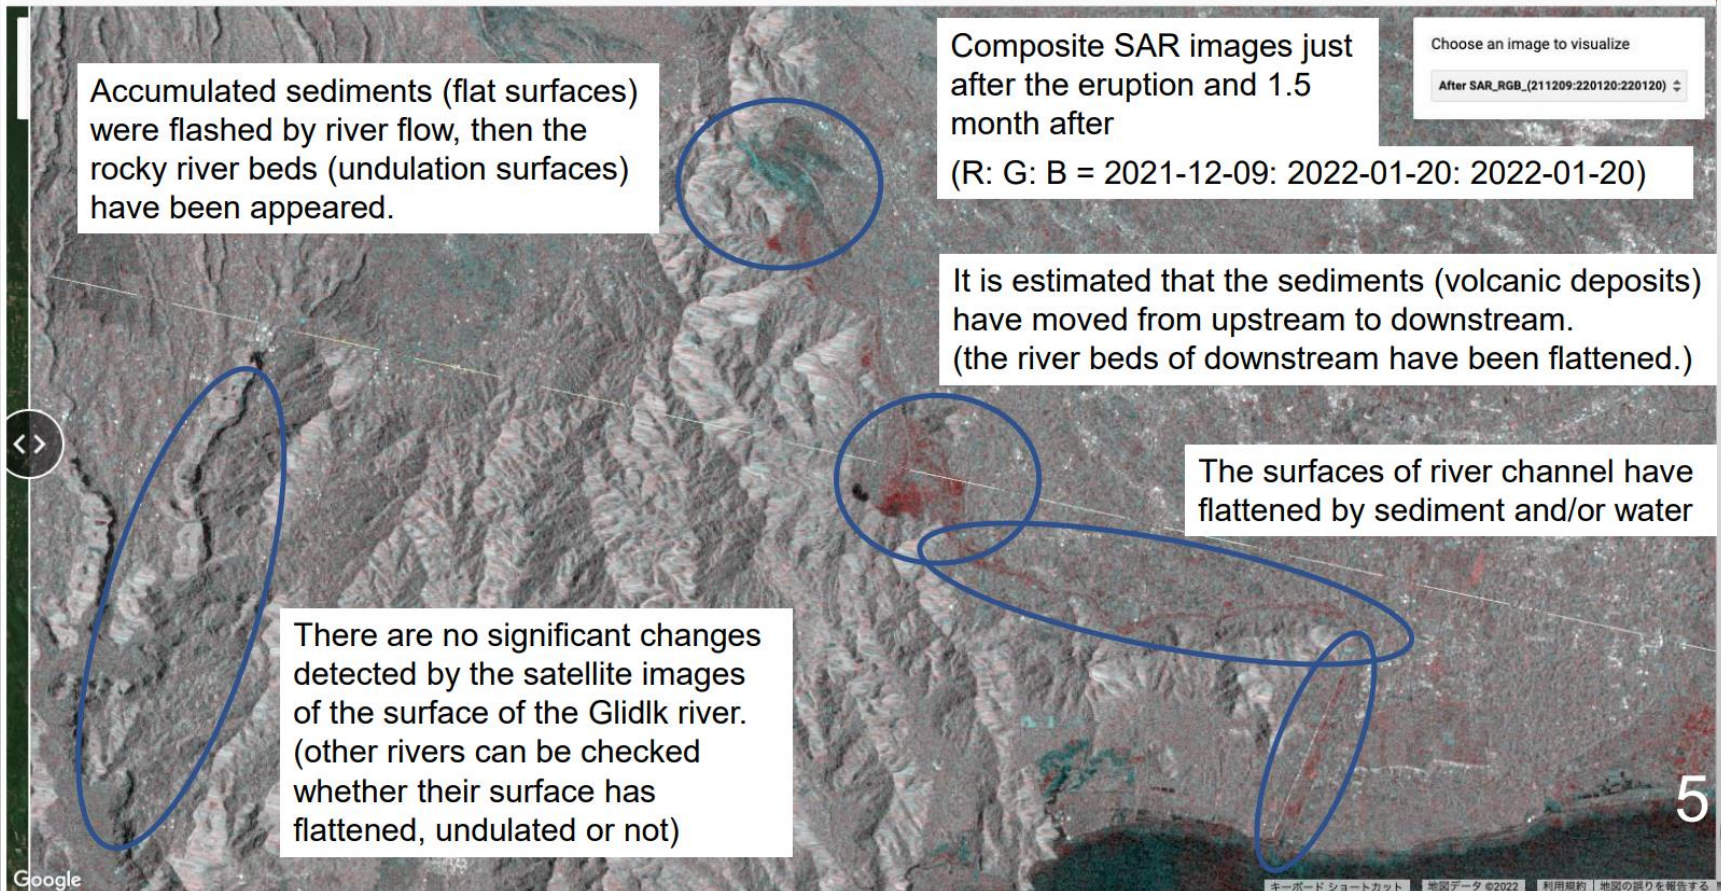 Accumulated sediments (flat surfaces)
were flashed by river flow, then the
rocky river beds (undulation surfaces)
have been appeared.
Composite SAR images just
after the eruption and 1.5
month after
(R: G: B = 2021-12-09: 2022-01-20: 2022-01-20)
Choose an image to visualize
After SAR_RGB_(211209:220120:220120)
It is estimated that the sediments (volcanic deposits)
have moved from upstream to downstream.
(the river beds of downstream have been flattened.)
The surfaces of river channel have
flattened by sediment and/or water
There are no significant changes
detected by the satellite images
of the surface of the Glidlk river.
(other rivers can be checked
whether their surface has
flattened, undulated or not)
5
Google
キーボード ショートカット
地図データ ©2022
利用規約
地図の誤りを報告する